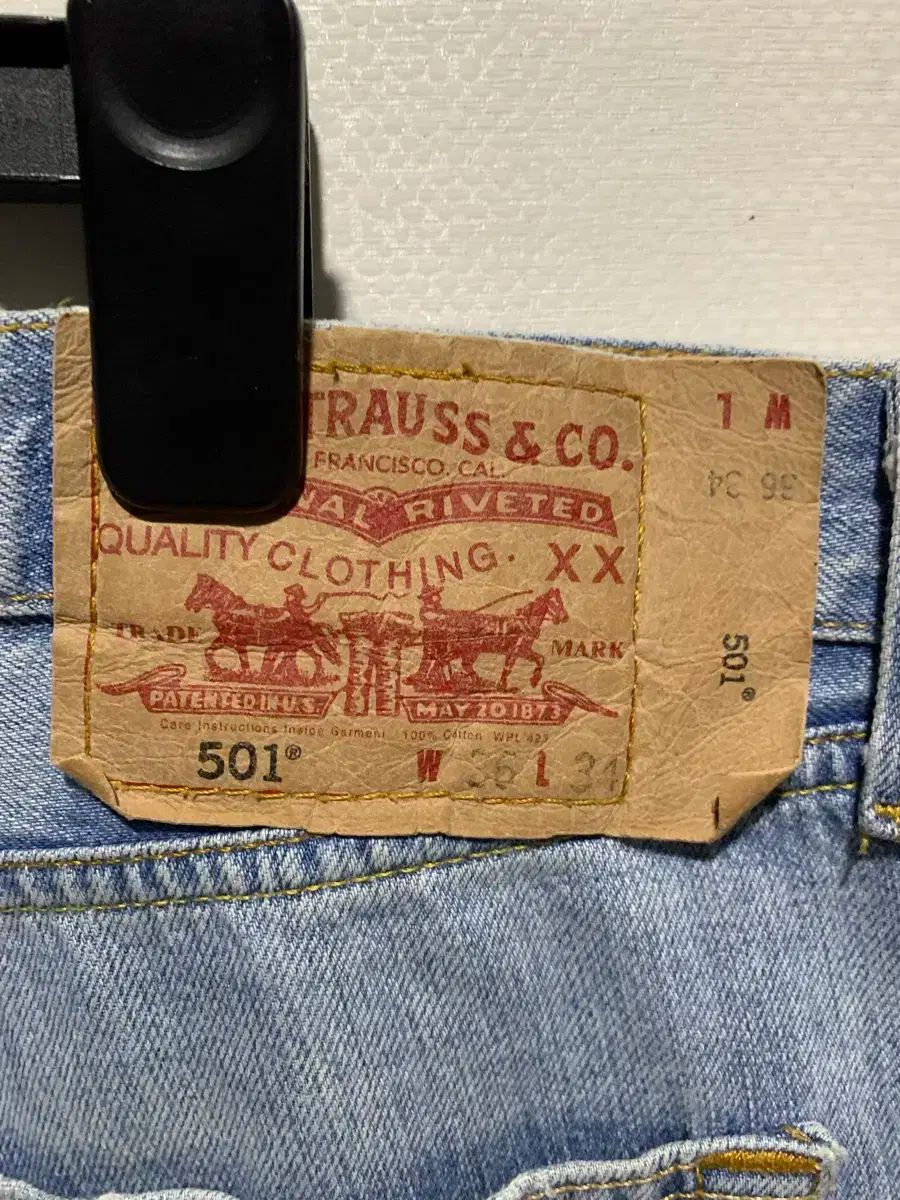 TRAUSS & CO.
FRANCISCO, CAL.
NAL RIVETED
QUALITY CLOTHING. XX
TRADE MARK
PATENTED IN U.S. MAY 20 1873
Care Instructions Inside Garment 100% Cotton WPL 423
501® W 36 L 34
L W
36 34
501®